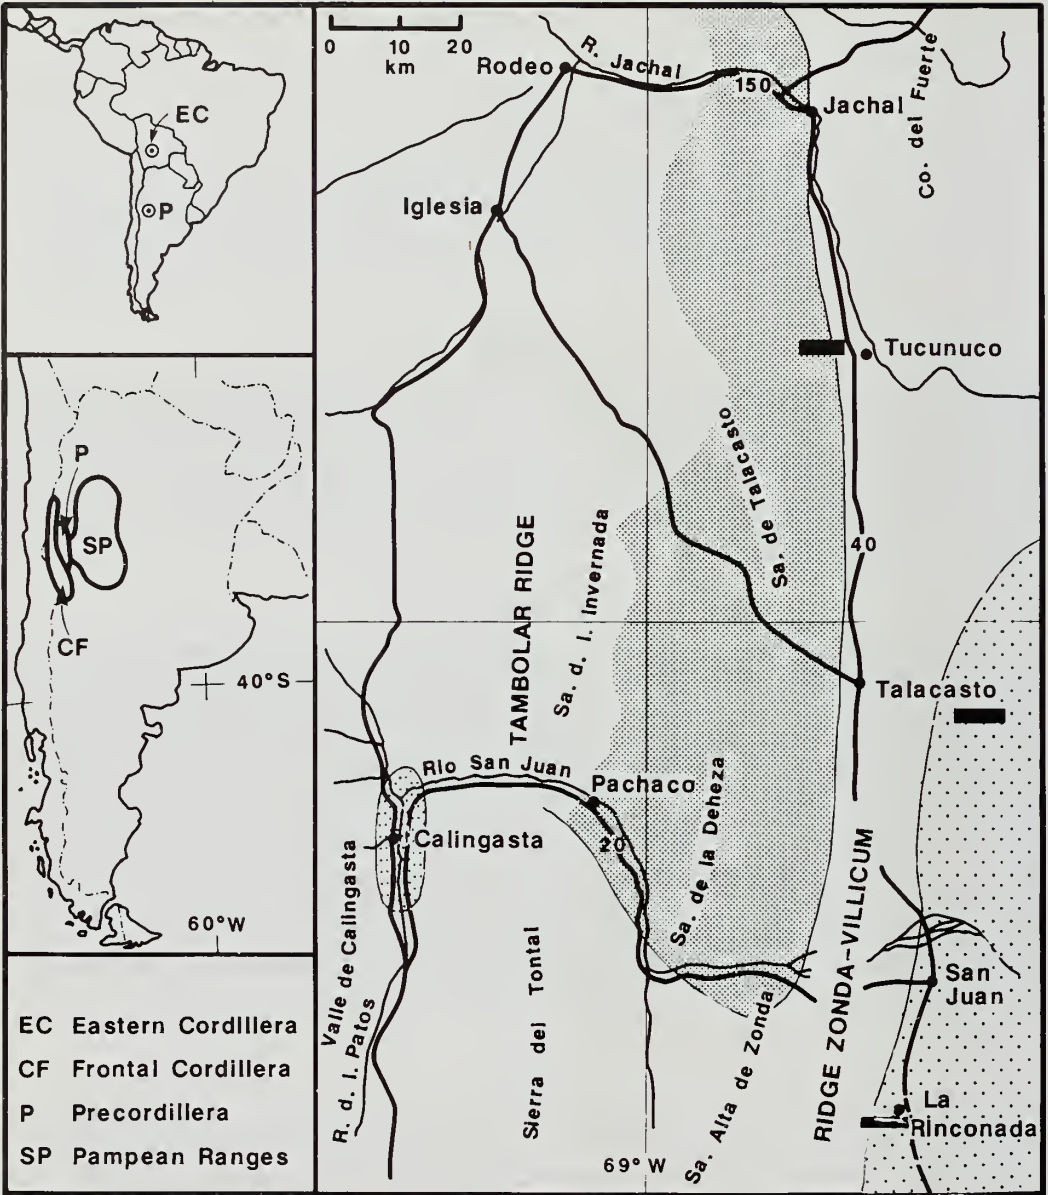 EC
P
P
SP
CF
40°S
60°W
EC Eastern Cordillera
CF Frontal Cordillera
P Precordillera
SP Pampean Ranges
0 10 20
km
Rodeo
R. Jachal
150
Jachal
Co. del Fuerte
Iglesia
Tucunuco
Sa. de Talacasto
40
TAMBOLAR RIDGE
Sa. d. l. Invernada
Talacasto
Rio San Juan
Pachaco
Calingasta
20
Sa. de la Deheza
RIDGE ZONDA-VILLICUM
Valle de Calingasta
R. d. l. Patos
Sierra del Tontal
Sa. Alta de Zonda
San
Juan
La
Rinconada
69° W